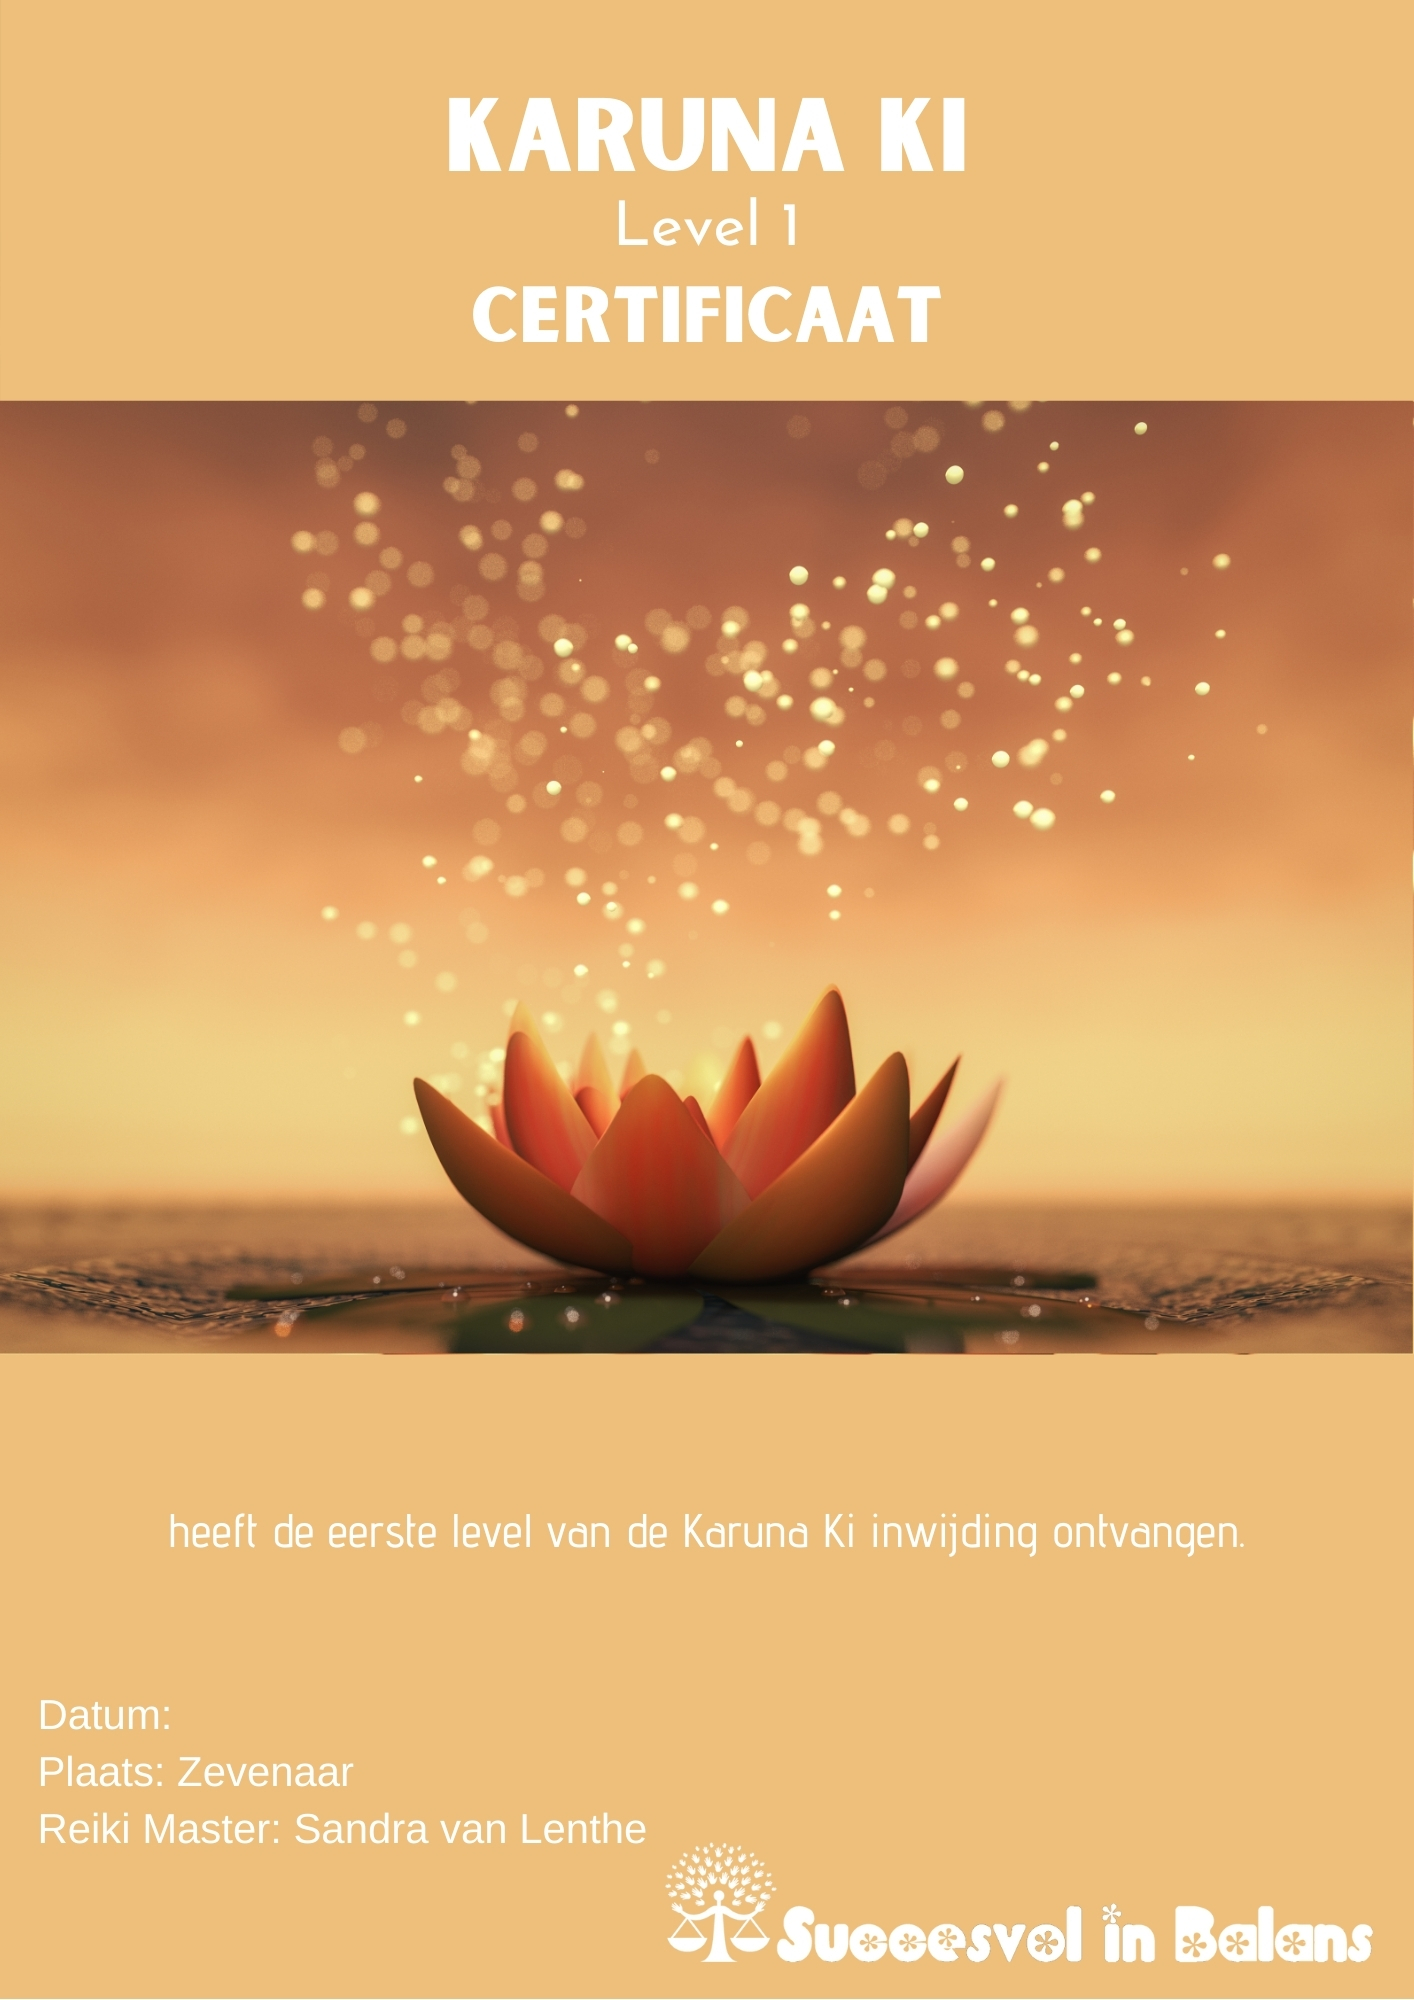 KARUNA KI
Level 1
CERTIFICAAT
heeft de eerste level van de Karuna Ki inwijding ontvangen.
Datum:
Plaats: Zevenaar
Reiki Master: Sandra van Lenthe
Succesvol in Balans